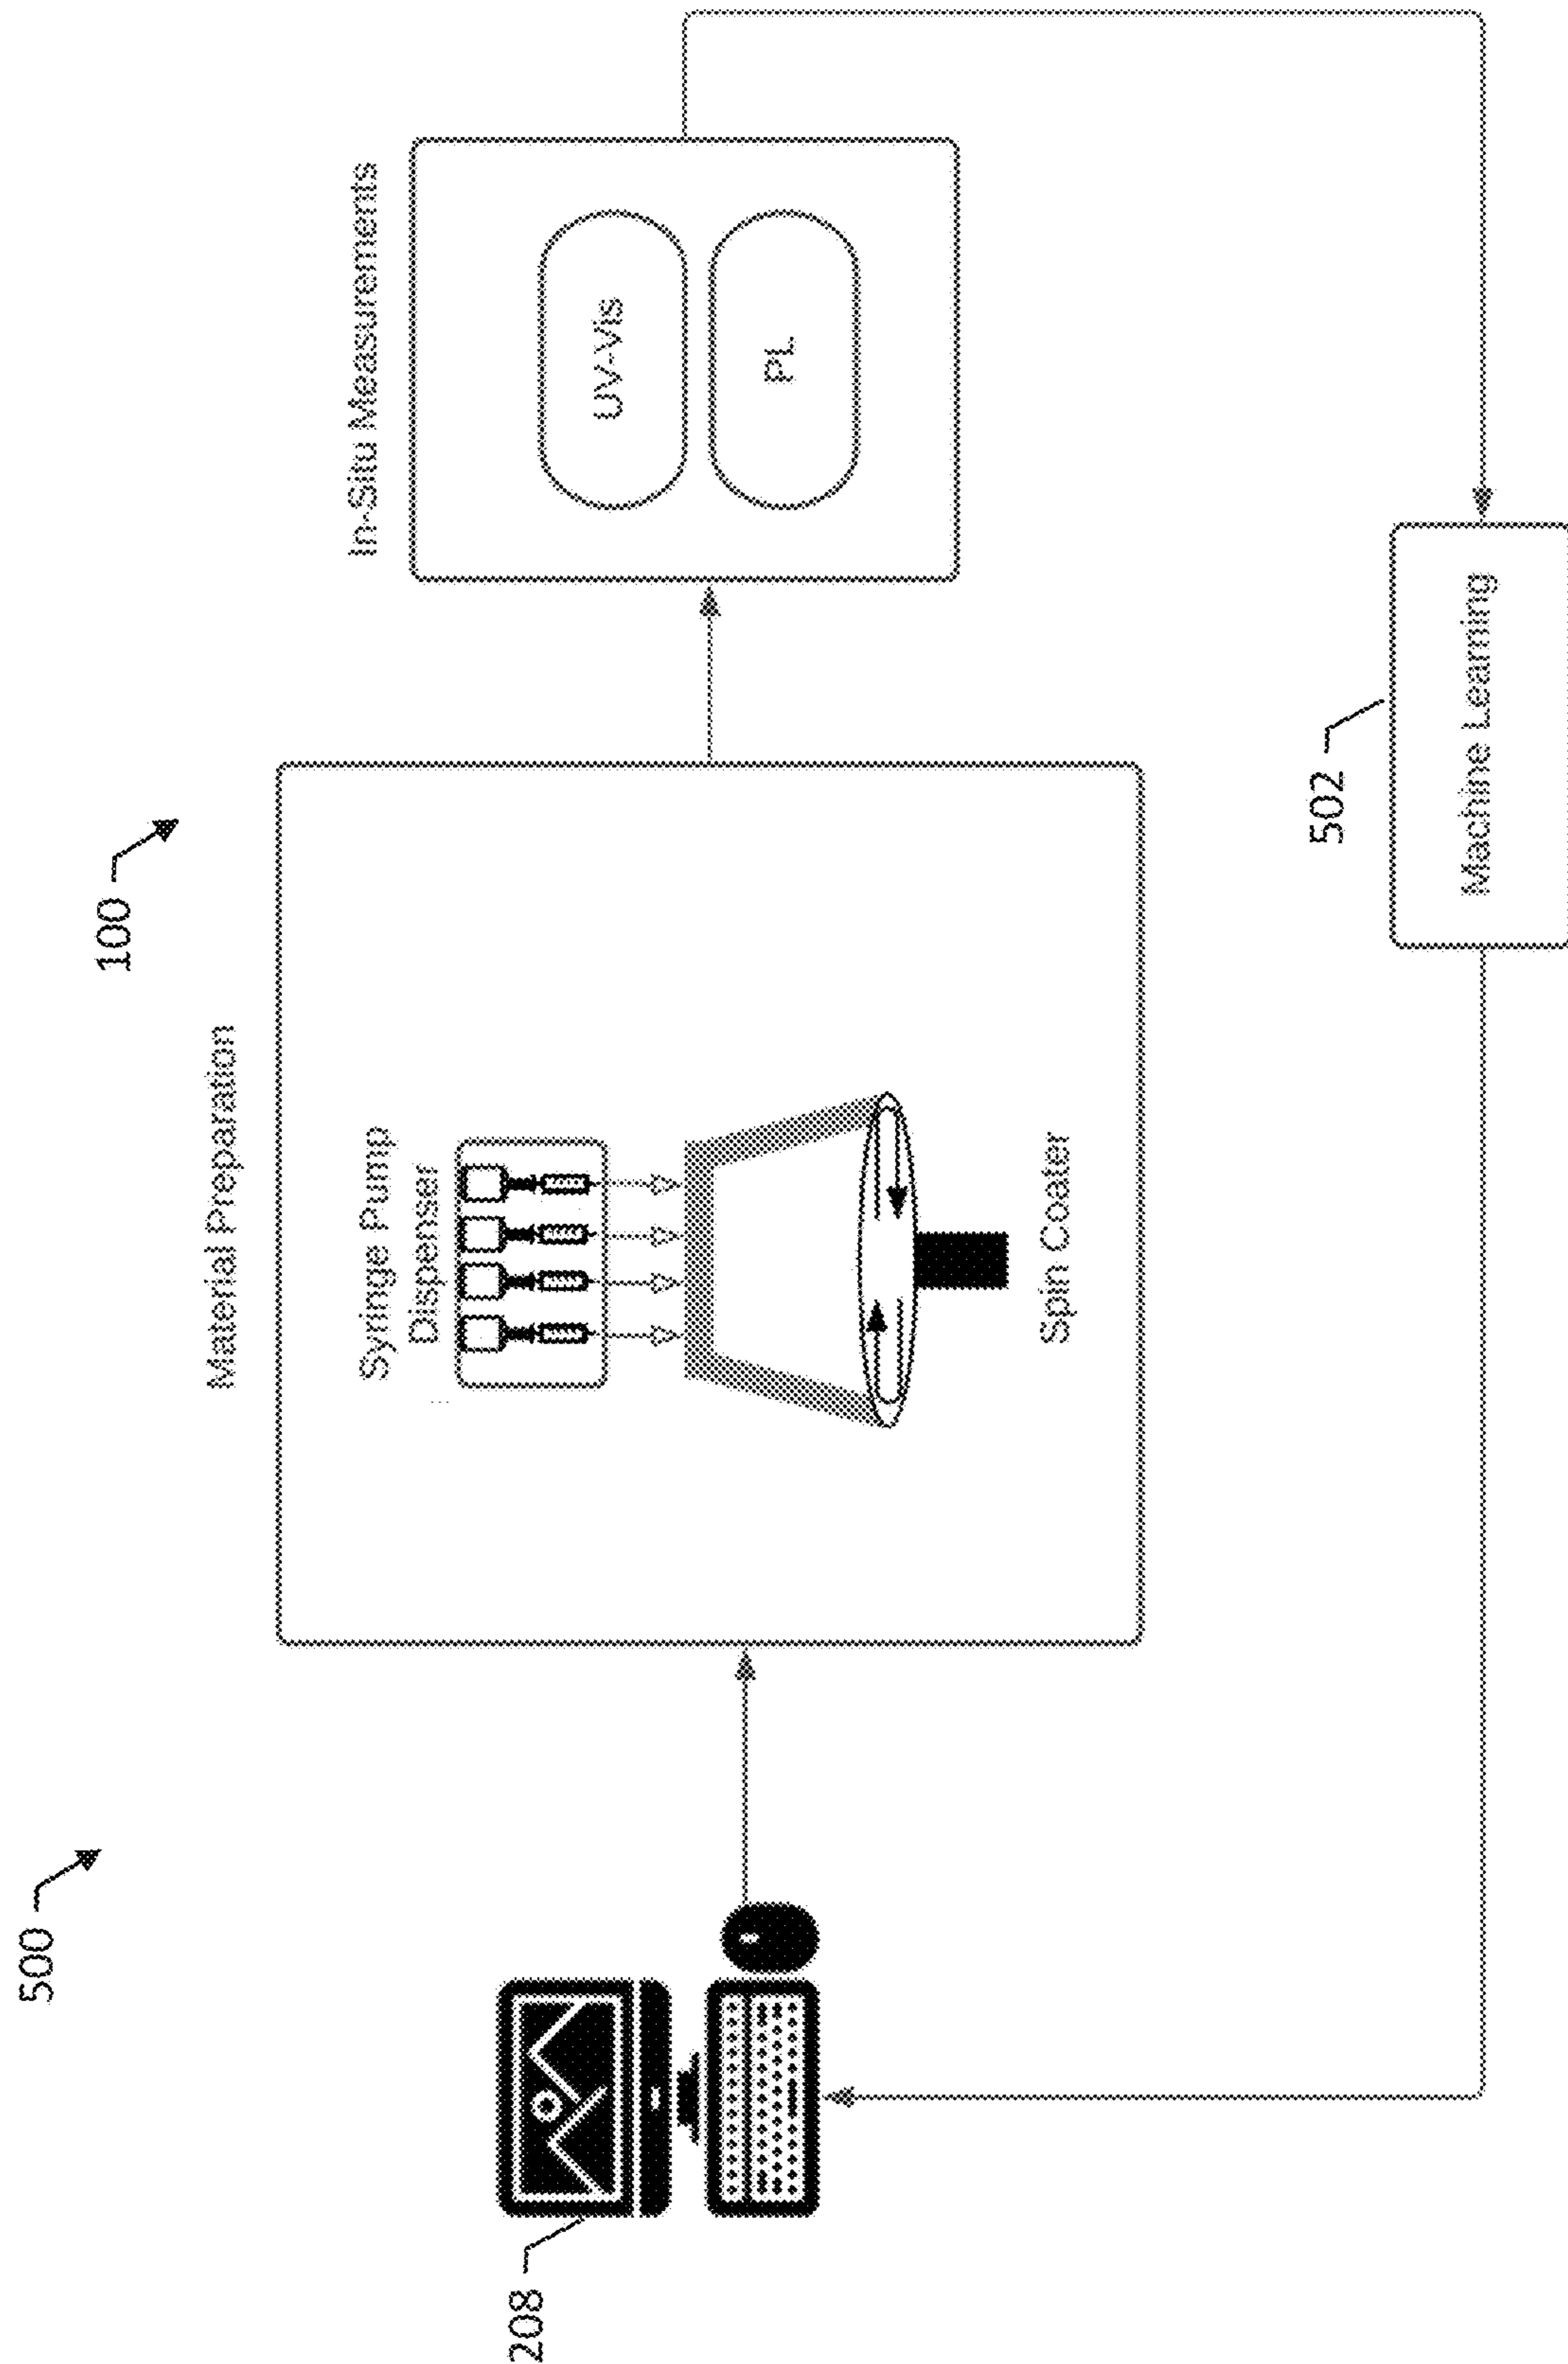 500
100
Material Preparation
In-Situ Measurements
Syringe Pump
Dispenser
UV-Vis
PL
208
Spin Coater
502
Machine Learning